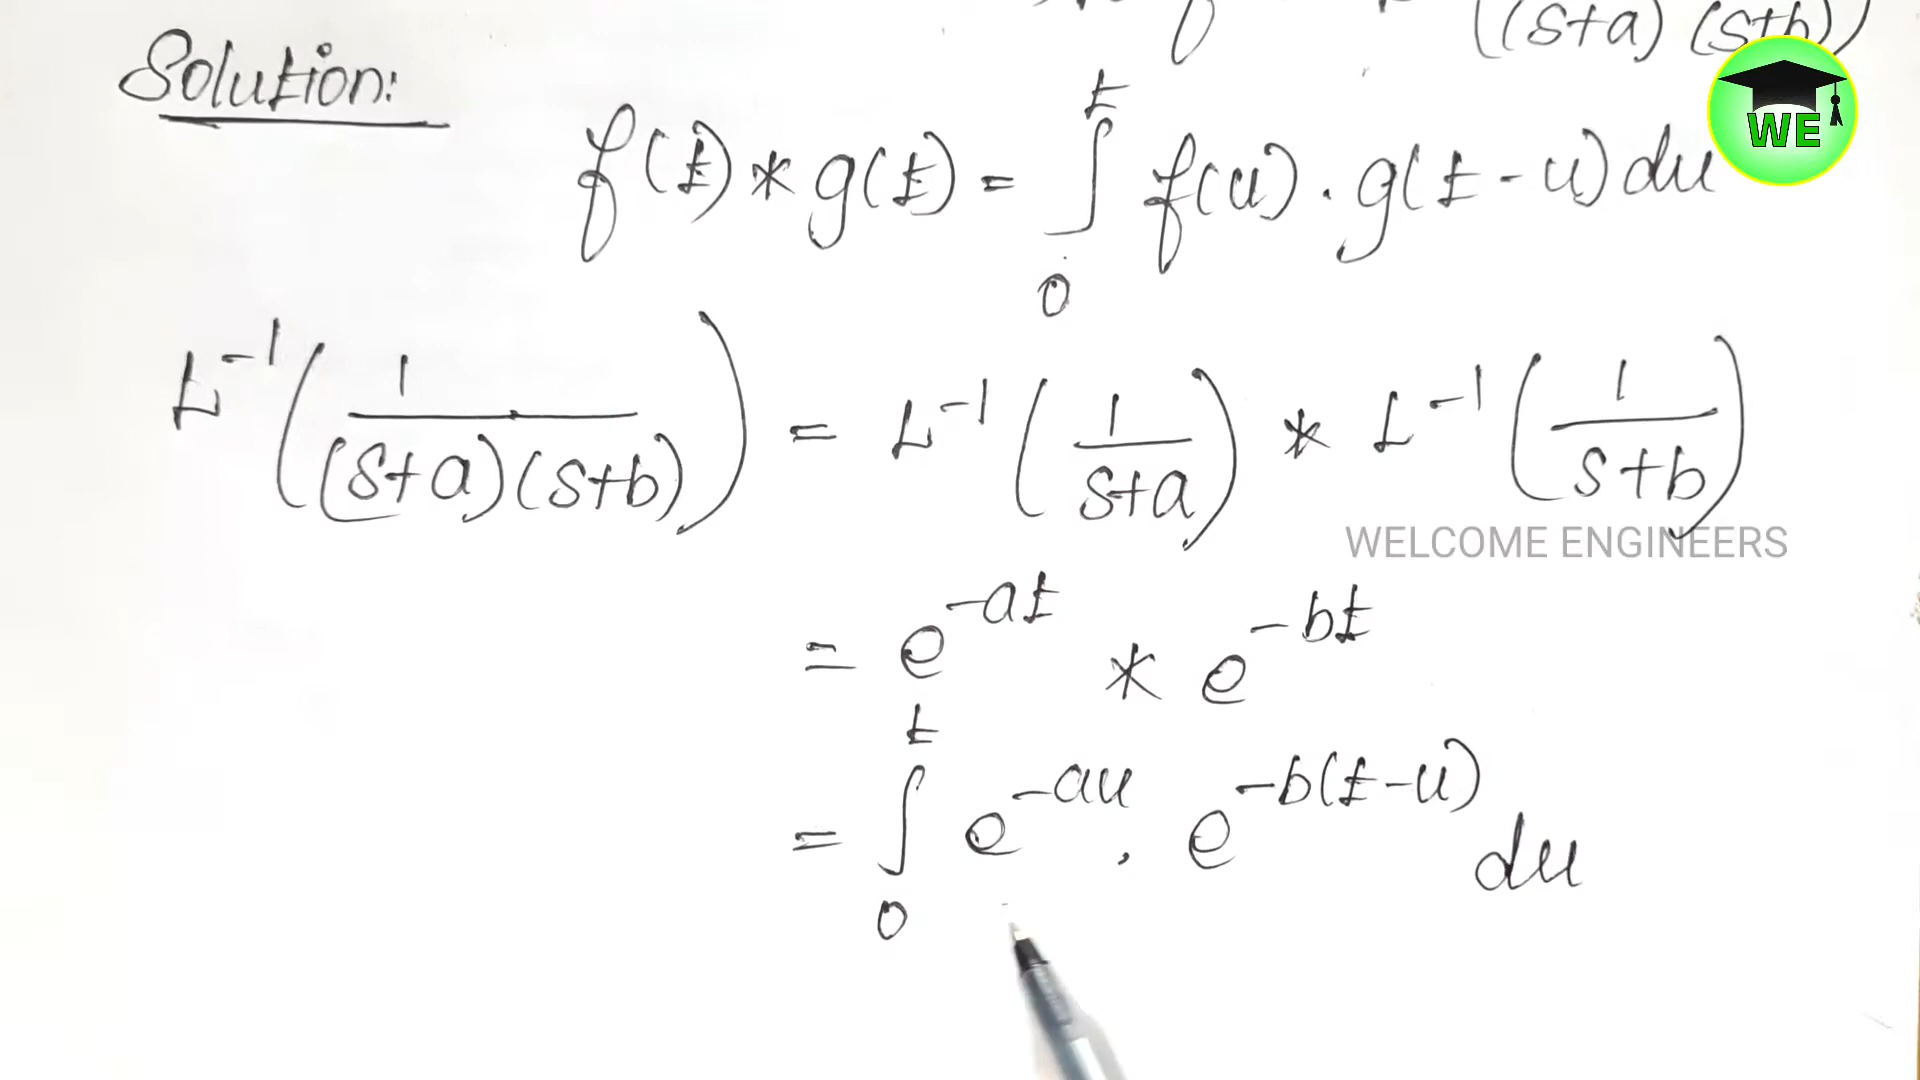 ((s+a) (s+b))
Solution:
WE
f(t) * g(t) = ∫₀ᵗ f(u) . g(t-u) du
L⁻¹(1/((s+a)(s+b))) = L⁻¹(1/(s+a)) * L⁻¹(1/(s+b))
WELCOME ENGINEERS
= e^(-at) * e^(-bt)
= ∫₀ᵗ e^(-au) . e^(-b(t-u)) du